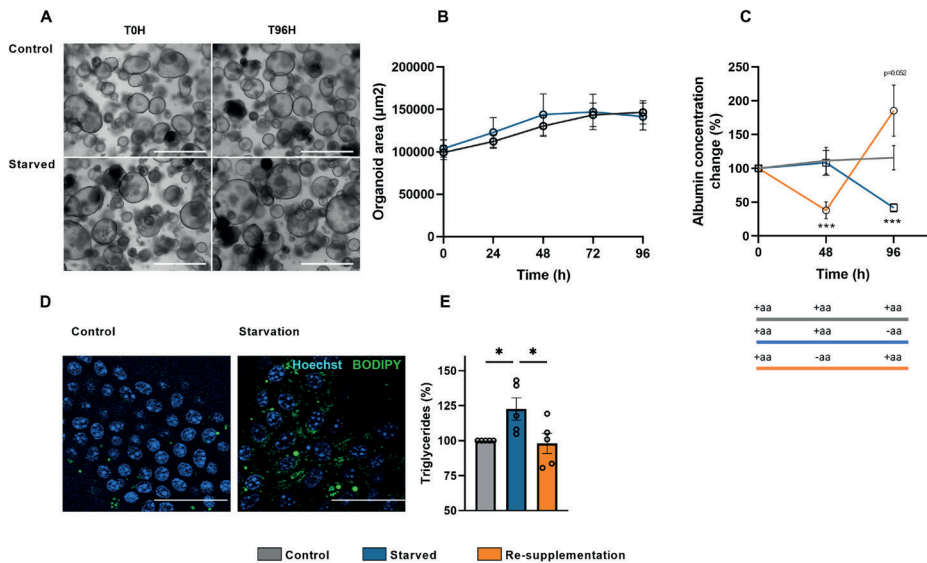 A
T0H
T96H
Control
Starved
B
200000
150000
100000
50000
0
Organoid area (µm2)
0 24 48 72 96
Time (h)
C
p=0.052
250
200
150
100
50
0
Albumin concentration
change (%)
***
***
0 48 96
Time (h)
+aa +aa +aa
+aa +aa -aa
+aa -aa +aa
D
Control
Starvation
Hoechst BODIPY
E
* *
150
125
100
75
50
Triglycerides (%)
Control Starved Re-supplementation